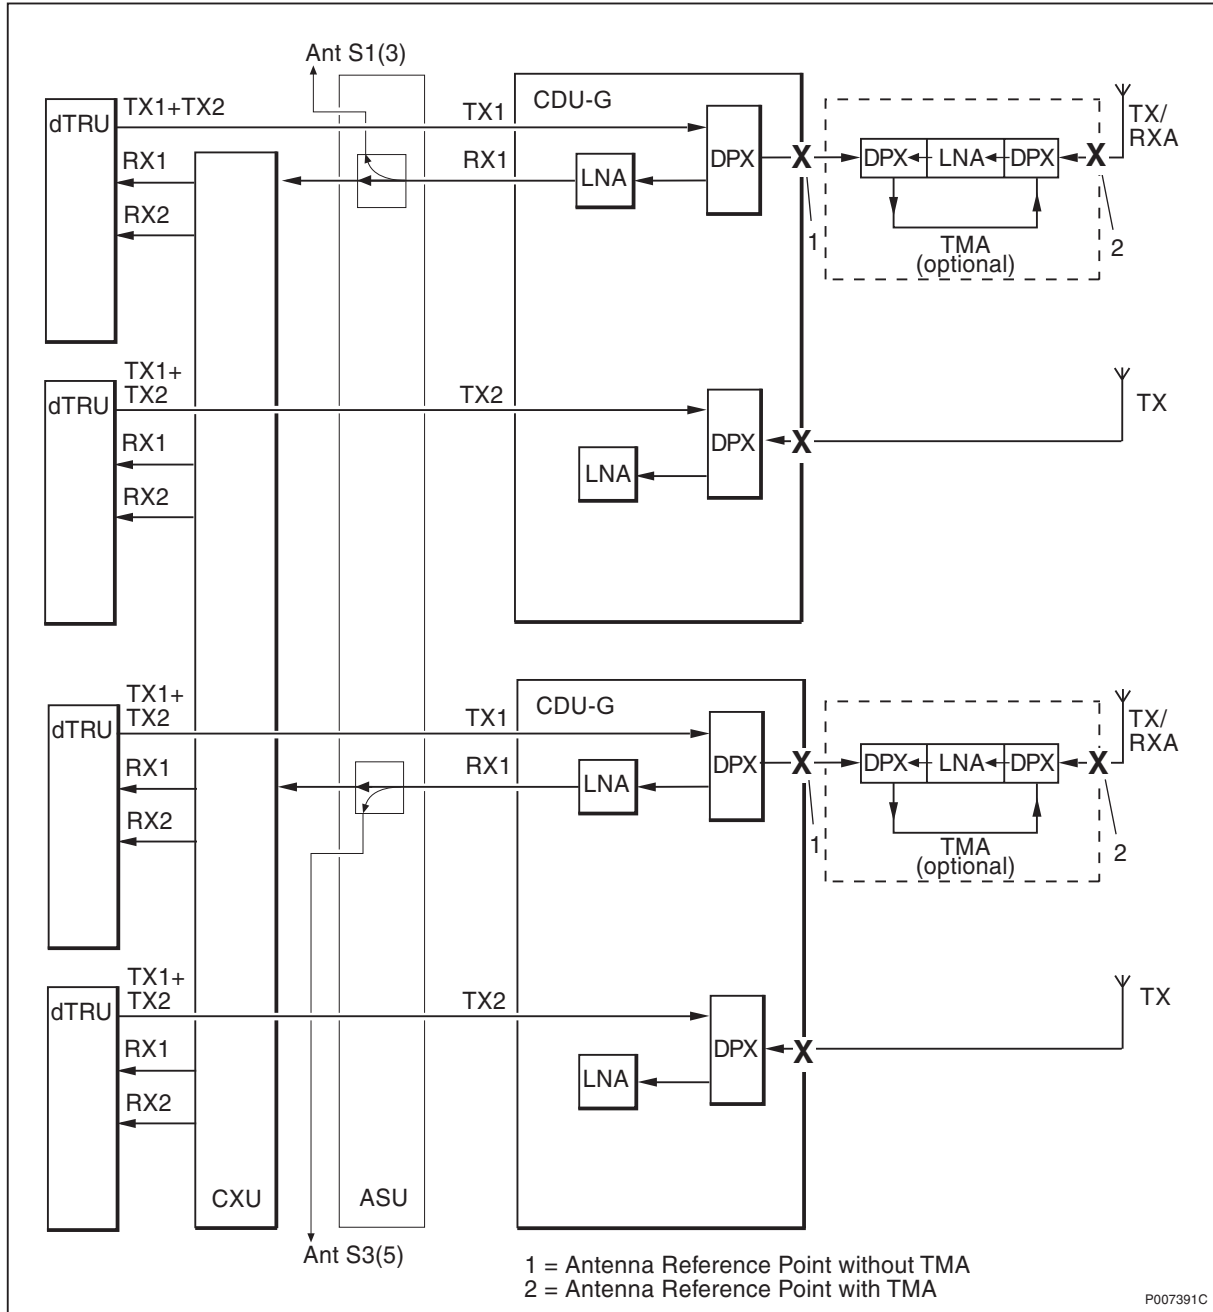 Ant S1(3)
dTRU
TX1+TX2
TX1
CDU-G
TX/
RXA
RX1
RX1
DPX
DPX
LNA
DPX
LNA
RX2
1
2
TMA
(optional)
TX1+
TX2
dTRU
TX2
TX
RX1
DPX
LNA
RX2
TX1+
TX2
dTRU
TX1
CDU-G
TX/
RXA
RX1
RX1
DPX
DPX
LNA
DPX
LNA
RX2
1
2
TMA
(optional)
TX1+
TX2
dTRU
TX2
TX
RX1
DPX
LNA
RX2
CXU
ASU
Ant S3(5)
1 = Antenna Reference Point without TMA
2 = Antenna Reference Point with TMA
P007391C